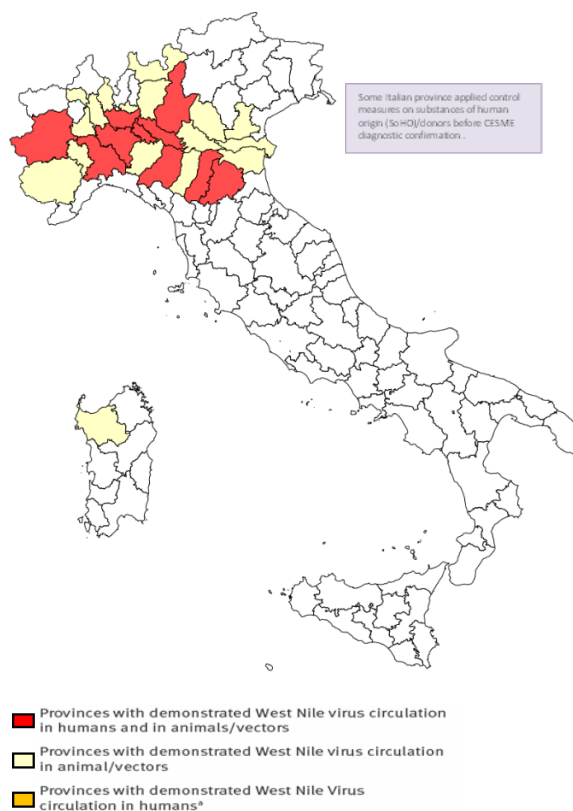 Some Italian province applied control
measures on substances of human
origin (SoHO)/donors before CESME
diagnostic confirmation .
Provinces with demonstrated West Nile virus circulation
in humans and in animals/vectors
Provinces with demonstrated West Nile virus circulation
in animal/vectors
Provinces with demonstrated West Nile Virus
circulation in humansª